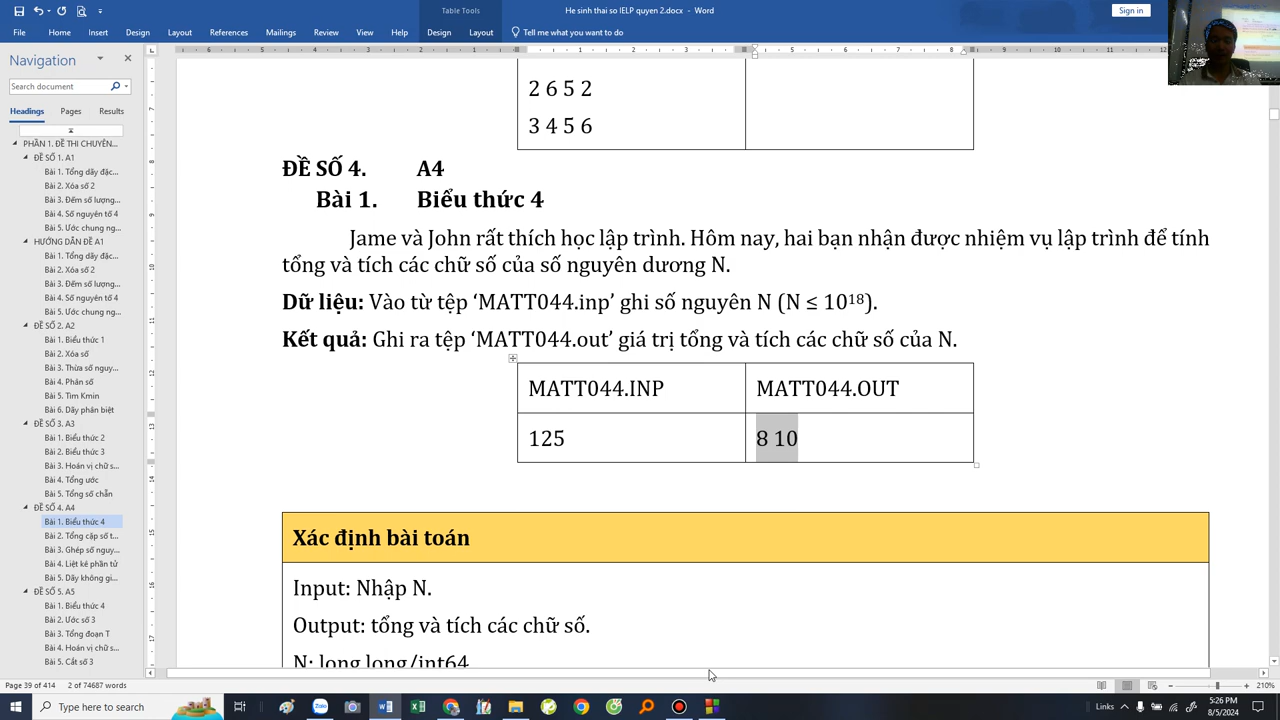 Table Tools
He sinh thai so IELP quyen 2.docx - Word
Sign in
File Home Insert Draw Design Layout References Mailings Review View Help Design Layout Tell me what you want to do
Navigation
Search document
Headings Pages Results
PHẦN 1. ĐỀ THI CHUYÊN...
ĐỀ SỐ 1. A1
Bài 1. Tổng dãy đặc...
Bài 2. Xóa số 2
Bài 3. Đếm số lượng...
Bài 4. Số nguyên tố 4
Bài 5. Ước chung ng...
HƯỚNG DẪN ĐỀ A1
Bài 1. Tổng dãy đặc...
Bài 2. Xóa số 2
Bài 3. Đếm số lượng...
Bài 4. Số nguyên tố 4
Bài 5. Ước chung ng...
ĐỀ SỐ 2. A2
Bài 1. Biểu thức 1
Bài 2. Xóa số
Bài 3. Thừa số nguy...
Bài 4. Phân số
Bài 5. Tìm Kmin
Bài 6. Dãy phân biệt
ĐỀ SỐ 3. A3
Bài 1. Biểu thức 2
Bài 2. Biểu thức 3
Bài 3. Hoán vị chữ s...
Bài 4. Tổng ước
Bài 5. Tổng số chẵn
ĐỀ SỐ 4. A4
Bài 1. Biểu thức 4
Bài 2. Tổng cặp số t...
Bài 3. Ghép số nguy...
Bài 4. Liệt kê phần tử
Bài 5. Dãy không gi...
ĐỀ SỐ 5. A5
Bài 1. Biểu thức 4
Bài 2. Ước số 3
Bài 3. Tổng đoạn T
Bài 5. Cắt số 3
2 6 5 2
3 4 5 6
ĐỀ SỐ 4. A4
Bài 1. Biểu thức 4
Jame và John rất thích học lập trình. Hôm nay, hai bạn nhận được nhiệm vụ lập trình để tính
tổng và tích các chữ số của số nguyên dương N.
Dữ liệu: Vào từ tệp ‘MATT044.inp’ ghi số nguyên N (N ≤ 10¹⁸).
Kết quả: Ghi ra tệp ‘MATT044.out’ giá trị tổng và tích các chữ số của N.
MATT044.INP MATT044.OUT
125 8 10
Xác định bài toán
Input: Nhập N.
Output: tổng và tích các chữ số.
N: long long/int64
Page 39 of 414 2 of 74687 words
210%
Type here to search
Zalo
Links
5:26 PM
8/5/2024